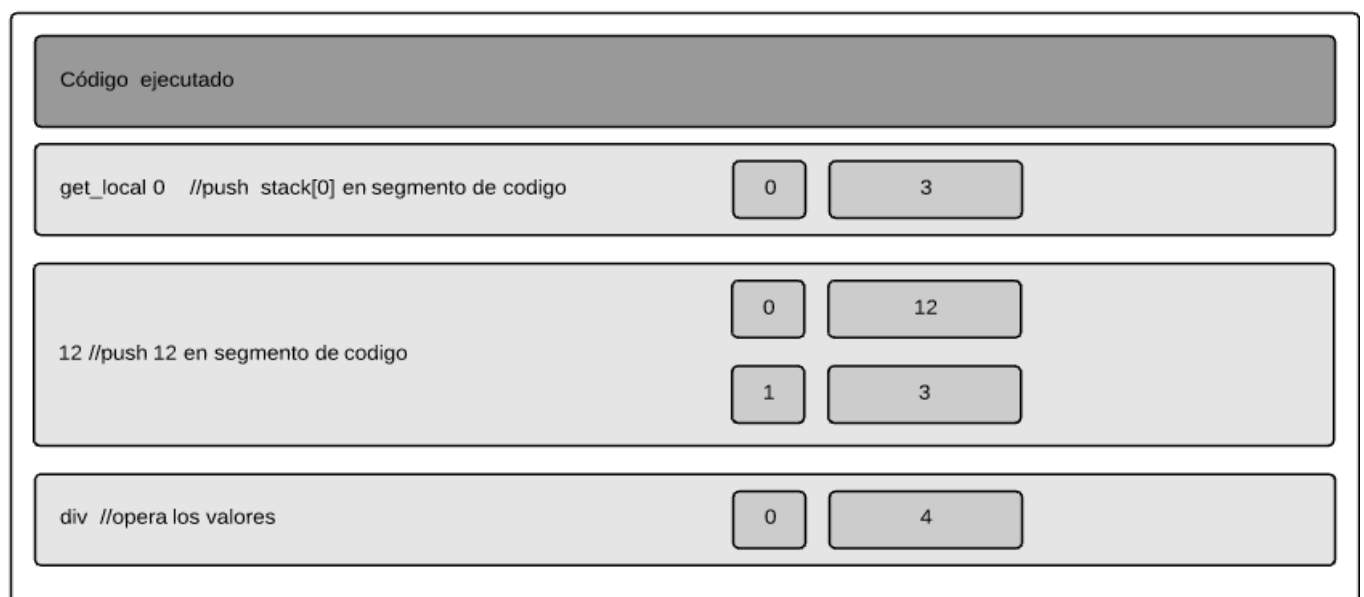 Código ejecutado
get_local 0 //push stack[0] en segmento de codigo 0 3
0 12
12 //push 12 en segmento de codigo
1 3
div //opera los valores 0 4